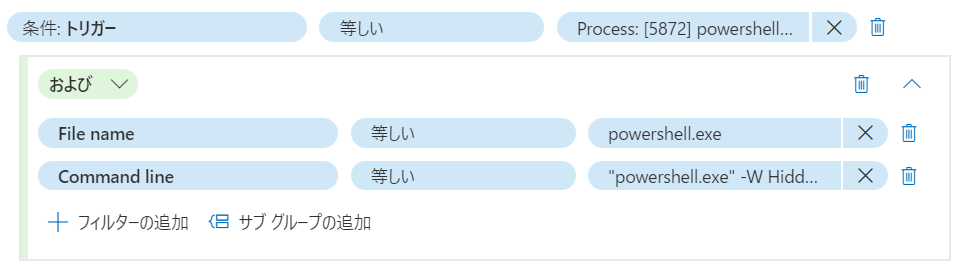 条件: トリガー 等しい Process: [5872] powershell...
および
File name 等しい powershell.exe
Command line 等しい "powershell.exe" -W Hidd...
フィルターの追加 サブ グループの追加